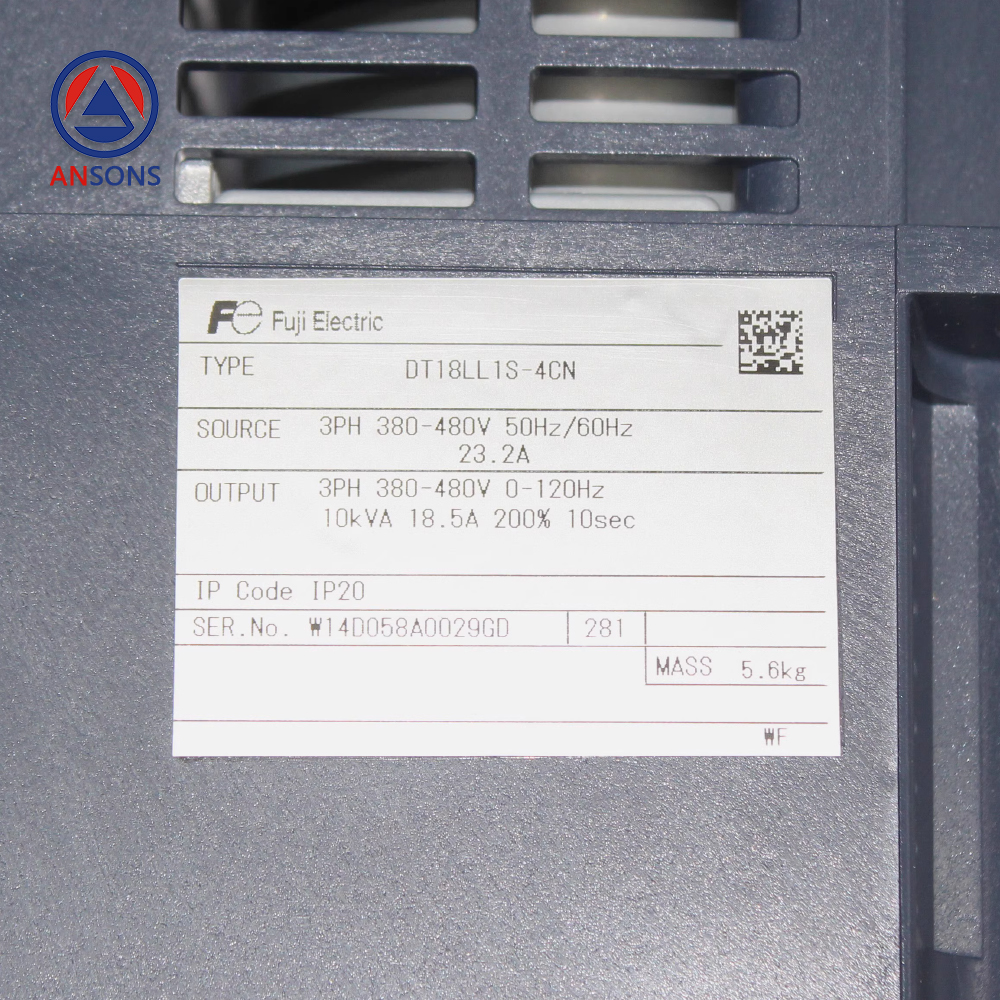 ANSONS
Fe Fuji Electric
TYPE DT18LL1S-4CN
SOURCE 3PH 380-480V 50Hz/60Hz
23.2A
OUTPUT 3PH 380-480V 0-120Hz
10kVA 18.5A 200% 10sec
IP Code IP20
SER.No. W14D058A0029GD 281
MASS 5.6kg
WF